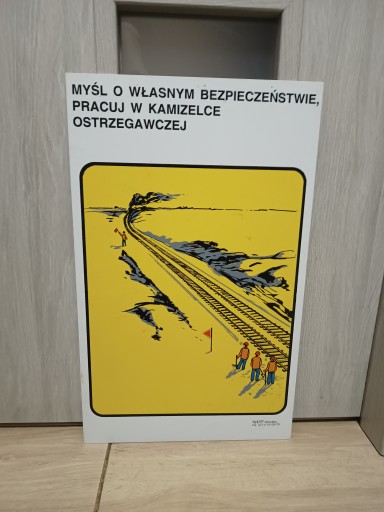 MYŚL O WŁASNYM BEZPIECZEŃSTWIE,
PRACUJ W KAMIZELCE
OSTRZEGAWCZEJ